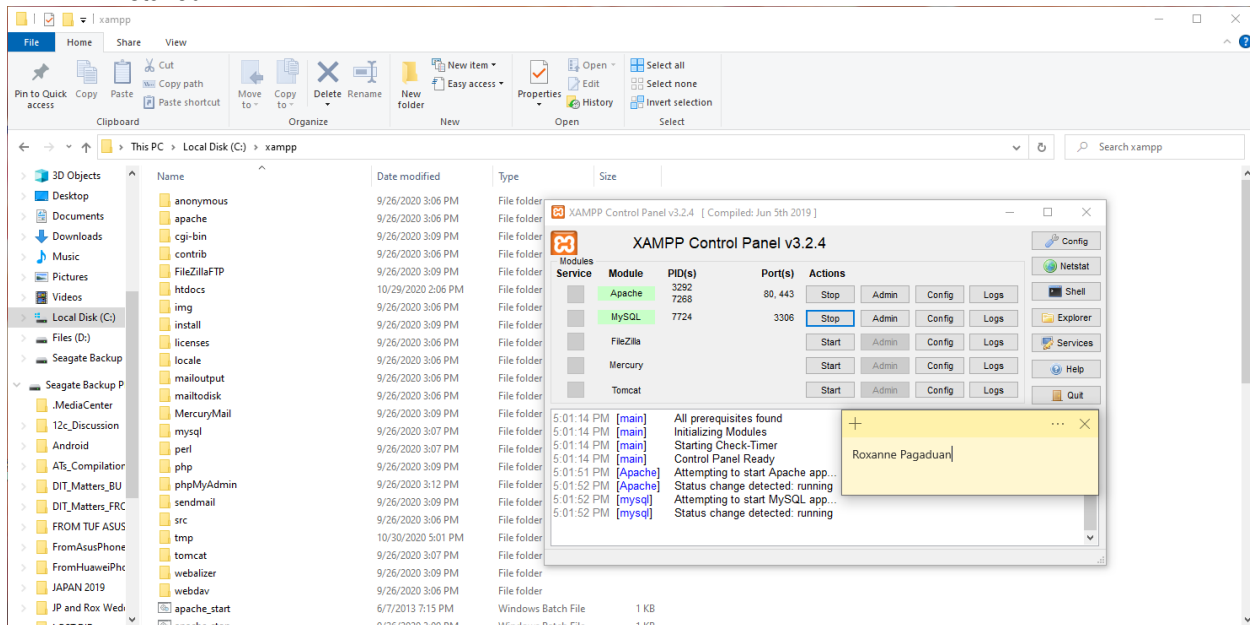 xampp
File Home Share View
Pin to Quick access
Copy
Paste
Cut
Copy path
Paste shortcut
Clipboard
Move to
Copy to
Delete
Rename
Organize
New folder
New item
Easy access
New
Properties
Open
Edit
History
Open
Select all
Select none
Invert selection
Select
This PC > Local Disk (C:) > xampp
Search xampp
3D Objects
Desktop
Documents
Downloads
Music
Pictures
Videos
Local Disk (C:)
Files (D:)
Seagate Backup
Seagate Backup P
.MediaCenter
12c_Discussion
Android
ATs_Compilation
DIT_Matters_BU
DIT_Matters_FRC
FROM TUF ASUS
FromAsusPhone
FromHuaweiPho
JAPAN 2019
JP and Rox Wed
Name Date modified Type Size
anonymous 9/26/2020 3:06 PM File folder
apache 9/26/2020 3:06 PM File folder
cgi-bin 9/26/2020 3:09 PM File folder
contrib 9/26/2020 3:06 PM File folder
FileZillaFTP 9/26/2020 3:09 PM File folder
htdocs 10/29/2020 2:06 PM File folder
img 9/26/2020 3:06 PM File folder
install 9/26/2020 3:09 PM File folder
licenses 9/26/2020 3:06 PM File folder
locale 9/26/2020 3:06 PM File folder
mailoutput 9/26/2020 3:06 PM File folder
mailtodisk 9/26/2020 3:06 PM File folder
MercuryMail 9/26/2020 3:09 PM File folder
mysql 9/26/2020 3:07 PM File folder
perl 9/26/2020 3:07 PM File folder
php 9/26/2020 3:09 PM File folder
phpMyAdmin 9/26/2020 3:12 PM File folder
sendmail 9/26/2020 3:09 PM File folder
src 9/26/2020 3:06 PM File folder
tmp 10/30/2020 5:01 PM File folder
tomcat 9/26/2020 3:07 PM File folder
webalizer 9/26/2020 3:09 PM File folder
webdav 9/26/2020 3:06 PM File folder
apache_start 6/7/2013 7:15 PM Windows Batch File 1 KB
XAMPP Control Panel v3.2.4 [ Compiled: Jun 5th 2019 ]
XAMPP Control Panel v3.2.4
Modules
Service Module PID(s) Port(s) Actions
Apache 3292 7268 80, 443 Stop Admin Config Logs
MySQL 7724 3306 Stop Admin Config Logs
FileZilla Start Admin Config Logs
Mercury Start Admin Config Logs
Tomcat Start Admin Config Logs
Config
Netstat
Shell
Explorer
Services
Help
Quit
5:01:14 PM [main] All prerequisites found
5:01:14 PM [main] Initializing Modules
5:01:14 PM [main] Starting Check-Timer
5:01:14 PM [main] Control Panel Ready
5:01:51 PM [Apache] Attempting to start Apache app...
5:01:52 PM [Apache] Status change detected: running
5:01:52 PM [mysql] Attempting to start MySQL app...
5:01:52 PM [mysql] Status change detected: running
Roxanne Pagaduan